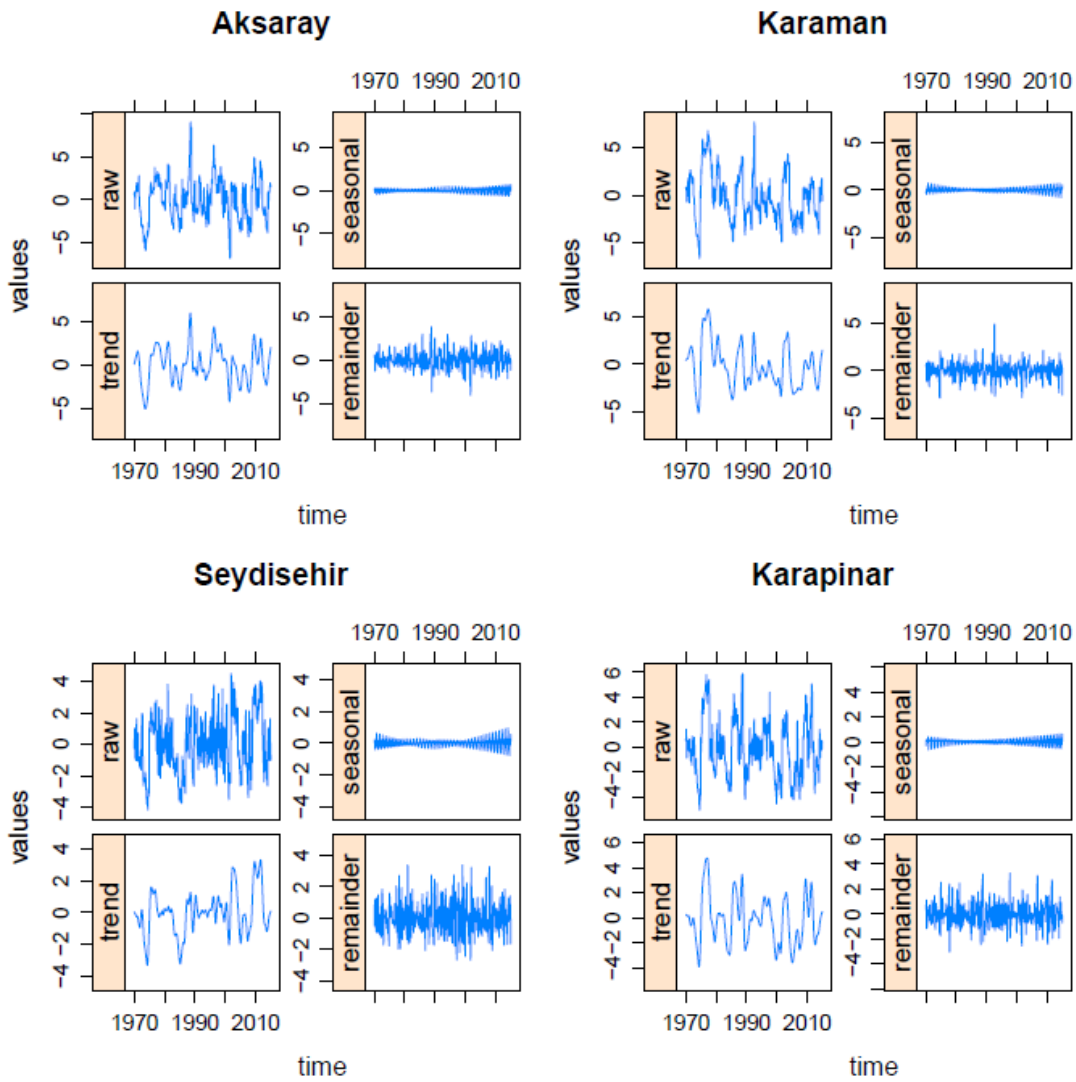 Aksaray
1970 1990 2010
values
raw
5
0
−5
seasonal
5
0
−5
trend
5
0
−5
remainder
5
0
−5
1970 1990 2010
time
Karaman
1970 1990 2010
values
raw
5
0
−5
seasonal
5
0
−5
trend
5
0
−5
remainder
5
0
−5
1970 1990 2010
time
Seydisehir
1970 1990 2010
values
raw
4
2
0
−2
−4
seasonal
4
2
0
−2
−4
trend
4
2
0
−2
−4
remainder
4
2
0
−2
−4
1970 1990 2010
time
Karapinar
1970 1990 2010
values
raw
6
4
2
0
−2
−4
seasonal
4
2
0
−2
−4
trend
6
4
2
0
−2
−4
remainder
6
4
2
0
−2
−4
1970 1990 2010
time